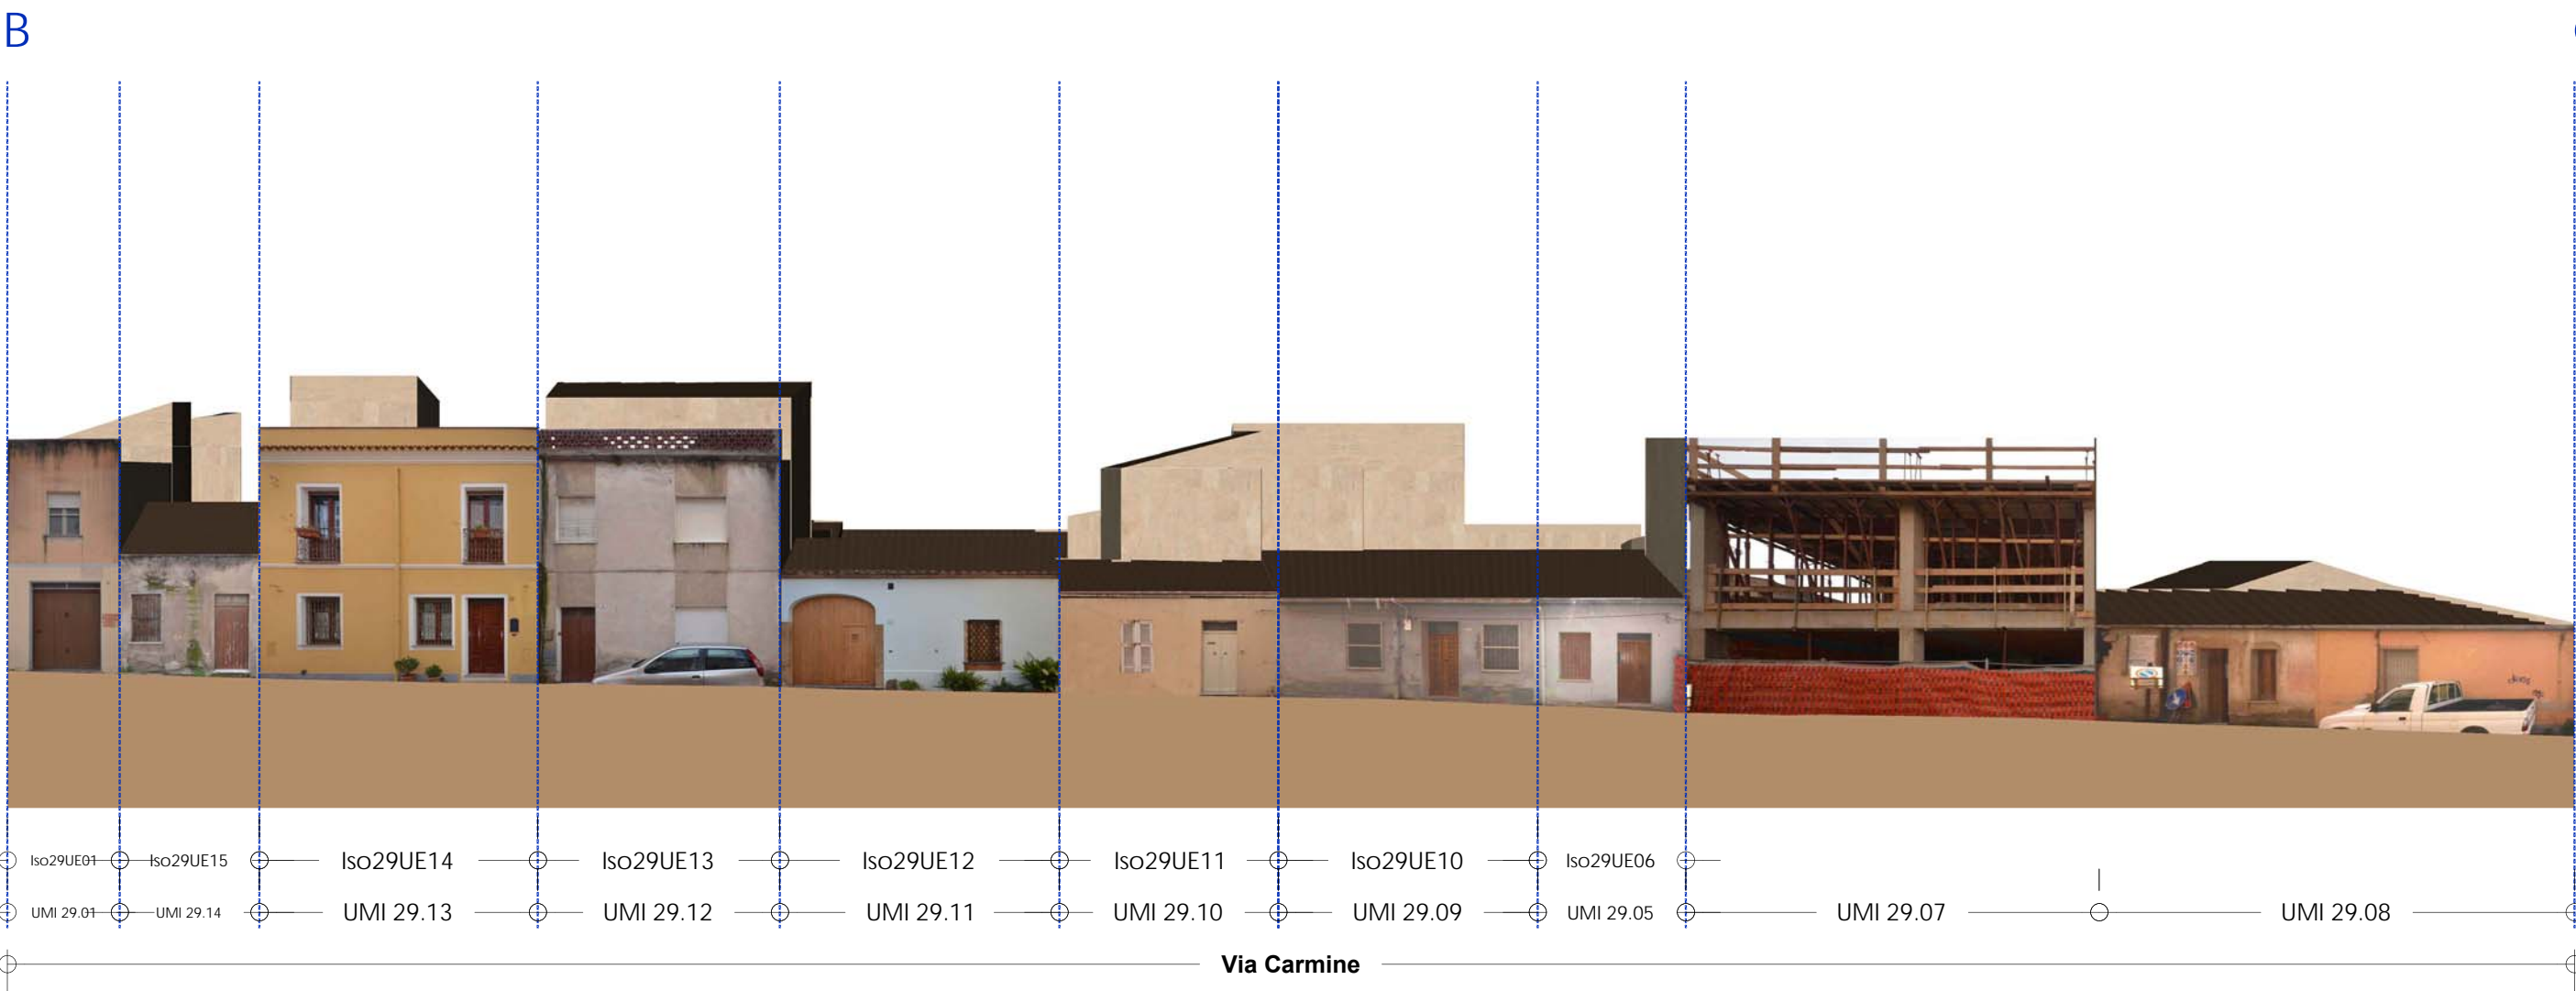 B
Iso29UE01 Iso29UE15 Iso29UE14 Iso29UE13 Iso29UE12 Iso29UE11 Iso29UE10 Iso29UE06
UMI 29.01 UMI 29.14 UMI 29.13 UMI 29.12 UMI 29.11 UMI 29.10 UMI 29.09 UMI 29.05 UMI 29.07 UMI 29.08
Via Carmine